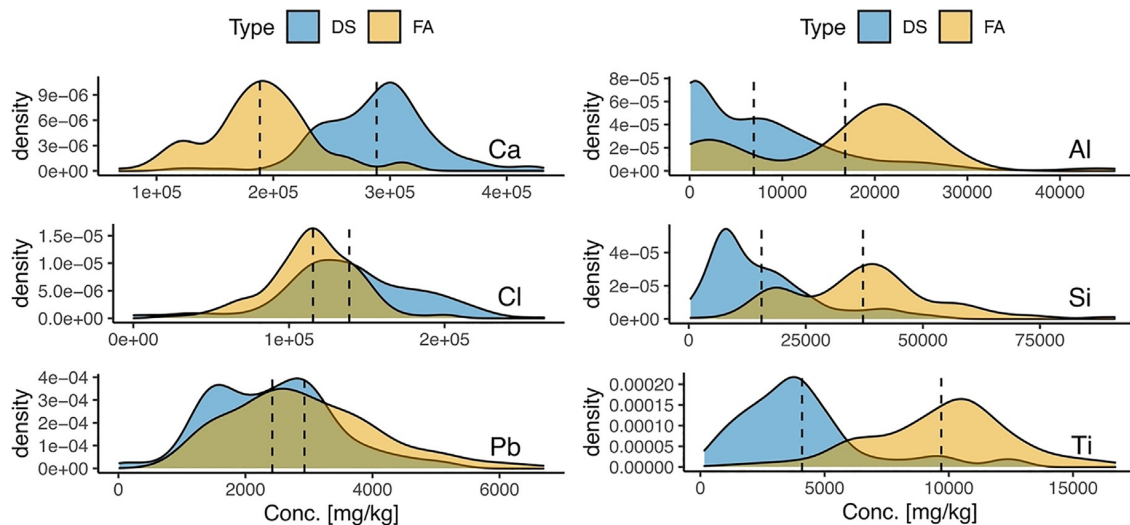 Type DS FA
density
9e−06
6e−06
3e−06
0e+00
Ca
1e+05 2e+05 3e+05 4e+05
density
1.5e−05
1.0e−05
5.0e−06
0.0e+00
Cl
0e+00 1e+05 2e+05
density
4e−04
3e−04
2e−04
1e−04
0e+00
Pb
0 2000 4000 6000
Conc. [mg/kg]
Type DS FA
density
8e−05
6e−05
4e−05
2e−05
0e+00
Al
0 10000 20000 30000 40000
density
4e−05
2e−05
0e+00
Si
0 25000 50000 75000
density
0.00020
0.00015
0.00010
0.00005
0.00000
Ti
0 5000 10000 15000
Conc. [mg/kg]